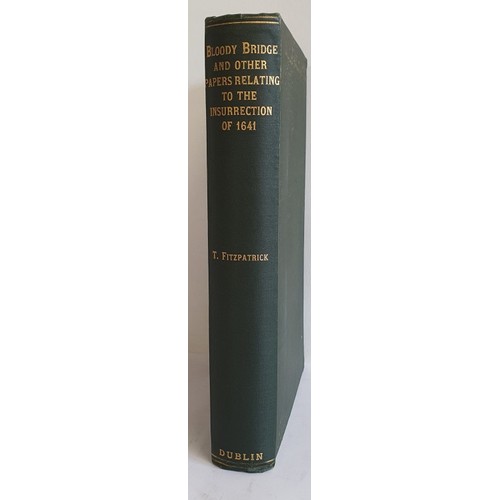 Bloody Bridge
and other
Papers relating
to the
Insurrection
of 1641
T. Fitzpatrick
DUBLIN